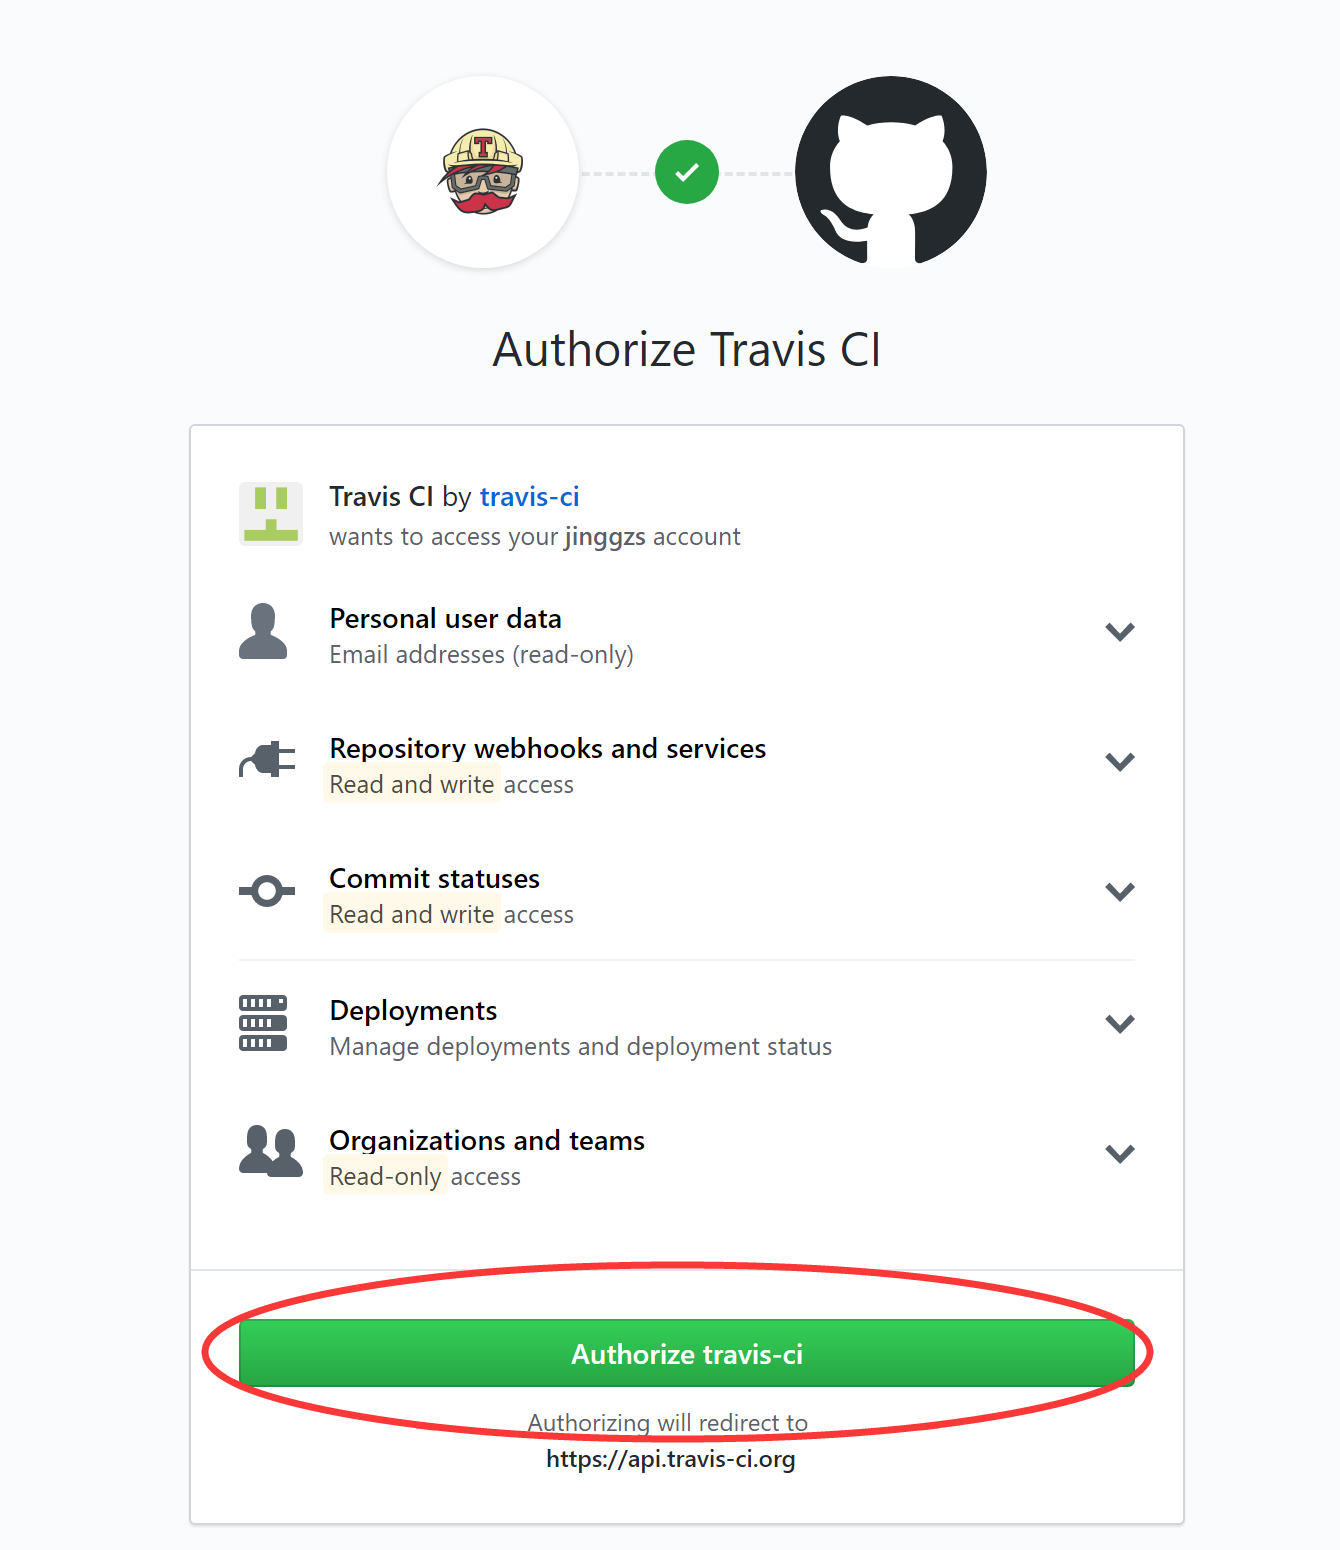 T
Authorize Travis CI
Travis CI by travis-ci
wants to access your jinggzs account
Personal user data
Email addresses (read-only)
Repository webhooks and services
Read and write access
Commit statuses
Read and write access
Deployments
Manage deployments and deployment status
Organizations and teams
Read-only access
Authorize travis-ci
Authorizing will redirect to
https://api.travis-ci.org